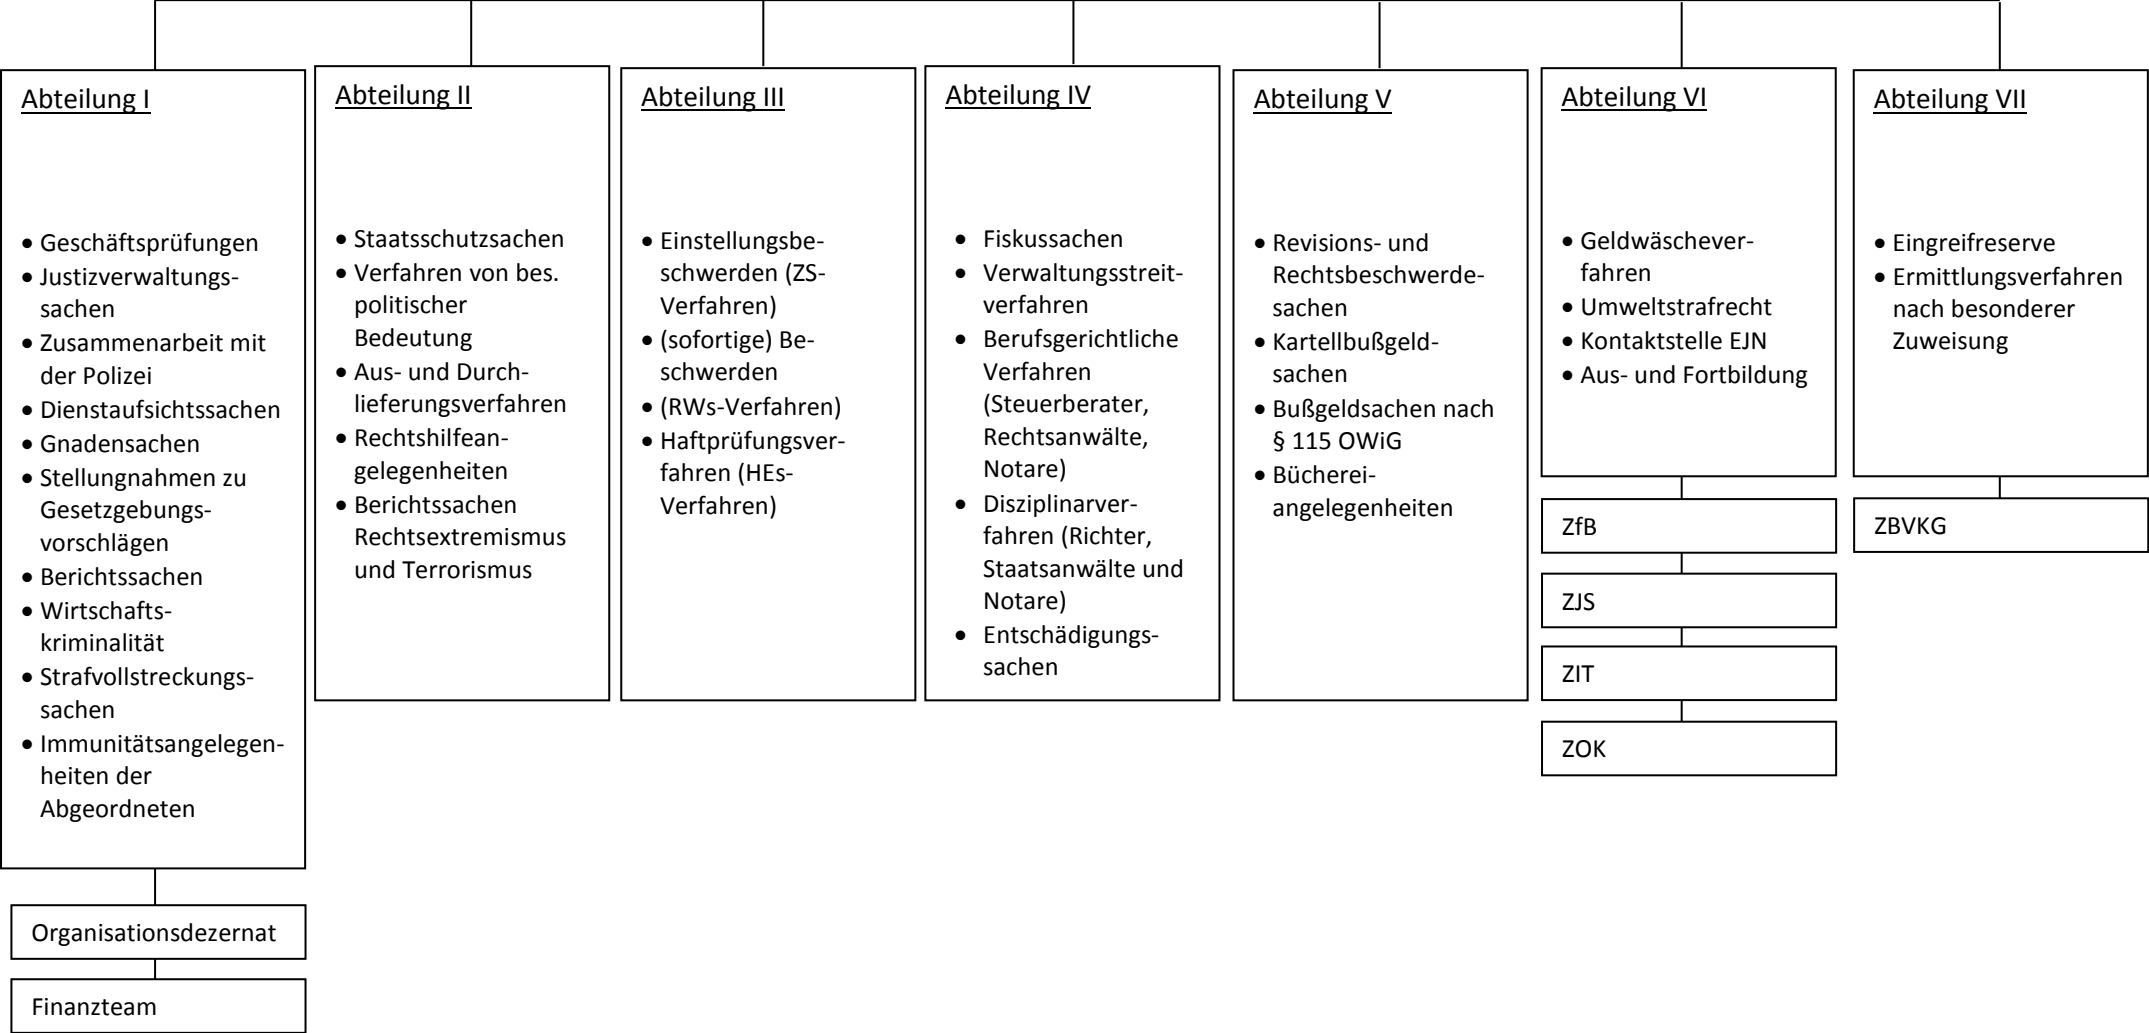 Abteilung I
• Geschäftsprüfungen
• Justizverwaltungs-
sachen
• Zusammenarbeit mit
der Polizei
• Dienstaufsichtssachen
• Gnadensachen
• Stellungnahmen zu
Gesetzgebungs-
vorschlägen
• Berichtssachen
• Wirtschafts-
kriminalität
• Strafvollstreckungs-
sachen
• Immunitätsangelegen-
heiten der
Abgeordneten
Organisationsdezernat
Finanzteam
Abteilung II
• Staatsschutzsachen
• Verfahren von bes.
politischer
Bedeutung
• Aus- und Durch-
lieferungsverfahren
• Rechtshilfean-
gelegenheiten
• Berichtssachen
Rechtsextremismus
und Terrorismus
Abteilung III
• Einstellungsbe-
schwerden (ZS-
Verfahren)
• (sofortige) Be-
schwerden
• (RWs-Verfahren)
• Haftprüfungsver-
fahren (HEs-
Verfahren)
Abteilung IV
• Fiskussachen
• Verwaltungsstreit-
verfahren
• Berufsgerichtliche
Verfahren
(Steuerberater,
Rechtsanwälte,
Notare)
• Disziplinarver-
fahren (Richter,
Staatsanwälte und
Notare)
• Entschädigungs-
sachen
Abteilung V
• Revisions- und
Rechtsbeschwerde-
sachen
• Kartellbußgeld-
sachen
• Bußgeldsachen nach
§ 115 OWiG
• Bücherei-
angelegenheiten
Abteilung VI
• Geldwäschever-
fahren
• Umweltstrafrecht
• Kontaktstelle EJN
• Aus- und Fortbildung
ZfB
ZJS
ZIT
ZOK
Abteilung VII
• Eingreifreserve
• Ermittlungsverfahren
nach besonderer
Zuweisung
ZBVKG